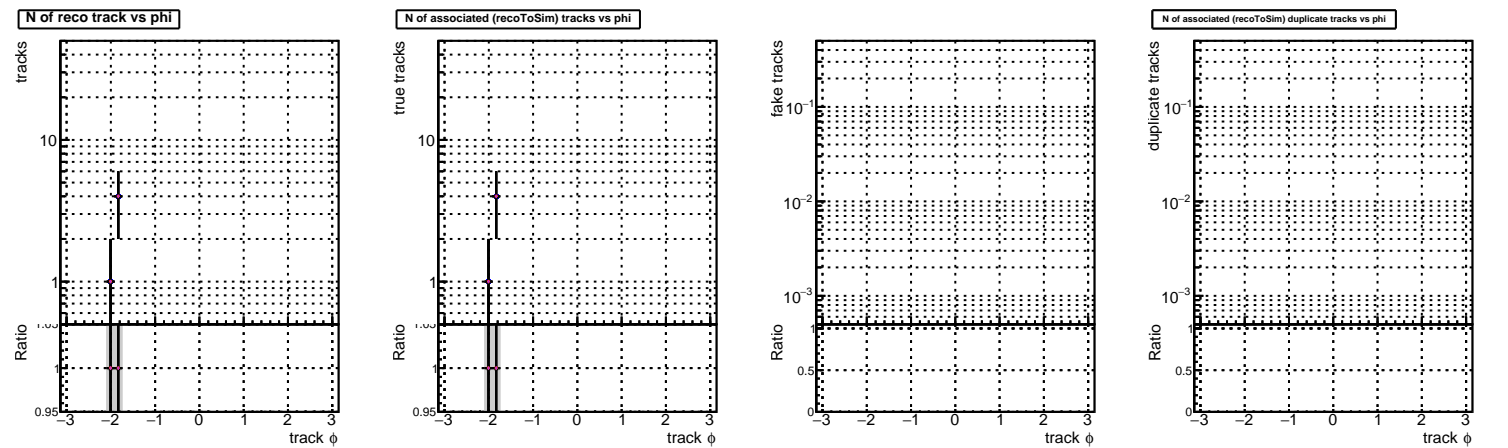 N of reco track vs phi
tracks
10
1
Ratio
1.05
1
0.95
−3 −2 −1 0 1 2 3
track ϕ
N of associated (recoToSim) tracks vs phi
true tracks
10
1
Ratio
1.05
1
0.95
−3 −2 −1 0 1 2 3
track ϕ
fake tracks
10⁻¹
10⁻²
10⁻³
Ratio
1
0.5
0
−3 −2 −1 0 1 2 3
track ϕ
N of associated (recoToSim) duplicate tracks vs phi
duplicate tracks
10⁻¹
10⁻²
10⁻³
Ratio
1
0.5
0
−3 −2 −1 0 1 2 3
track ϕ